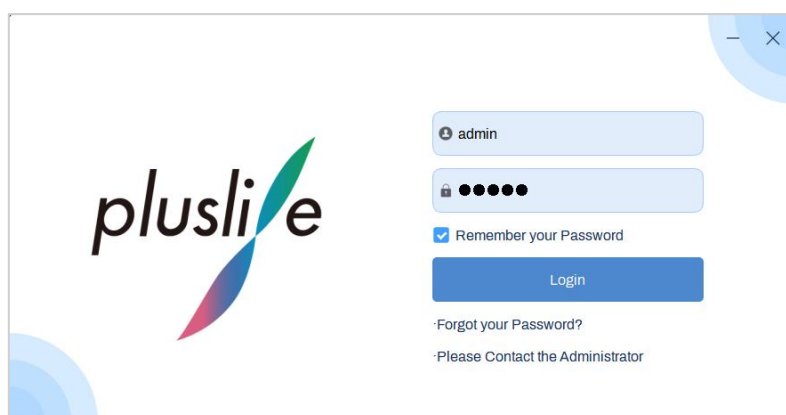 pluslife
admin
●●●●●
Remember your Password
Login
·Forgot your Password?
·Please Contact the Administrator